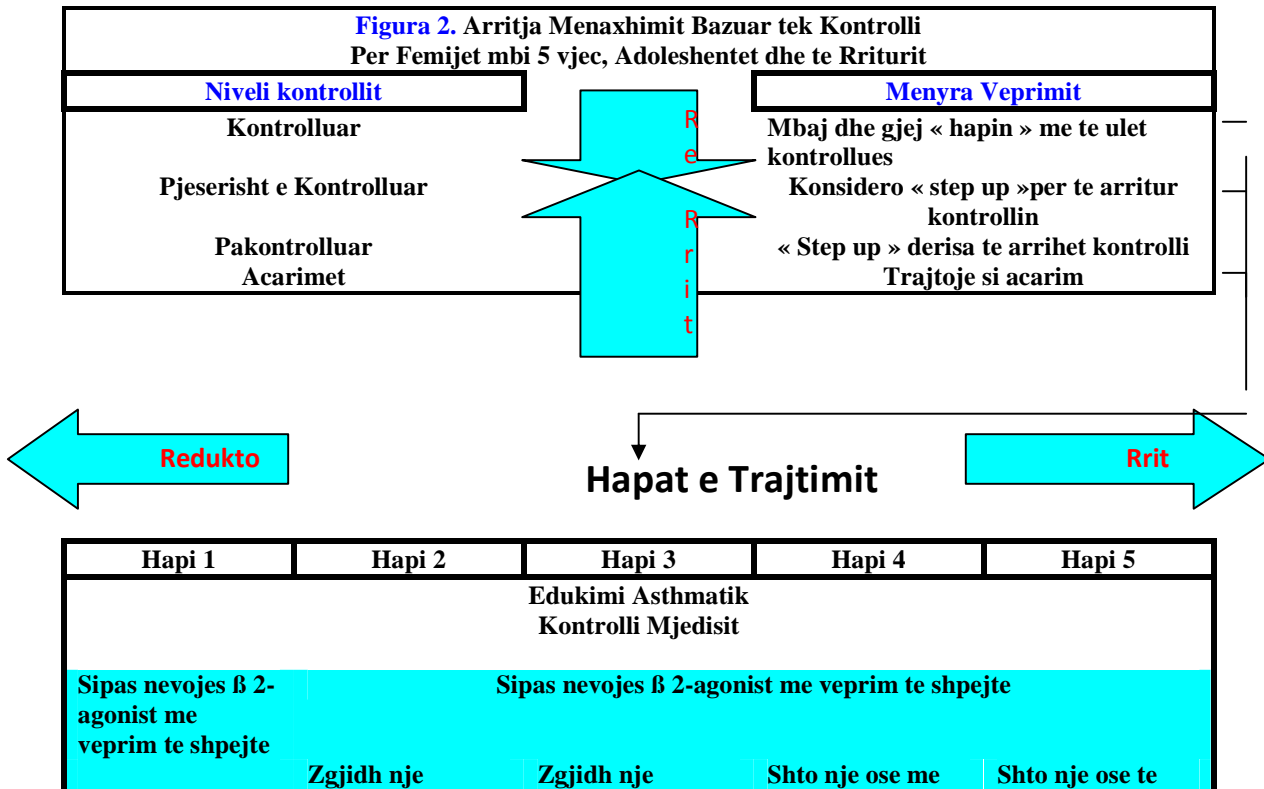 Figura 2. Arritja Menaxhimit Bazuar tek Kontrolli
Per Femijet mbi 5 vjec, Adoleshentet dhe te Rriturit
Niveli kontrollit
Menyra Veprimit
Kontrolluar
Mbaj dhe gjej « hapin » me te ulet
kontrollues
Pjeserisht e Kontrolluar
Konsidero « step up »per te arritur
kontrollin
Pakontrolluar
« Step up » derisa te arrihet kontrolli
Acarimet
Trajtoje si acarim
R
e
R
r
i
t
Redukto
Hapat e Trajtimit
Rrit
Hapi 1
Hapi 2
Hapi 3
Hapi 4
Hapi 5
Edukimi Asthmatik
Kontrolli Mjedisit
Sipas nevojes ß 2-
agonist me
veprim te shpejte
Sipas nevojes ß 2-agonist me veprim te shpejte
Zgjidh nje
Zgjidh nje
Shto nje ose me
Shto nje ose te